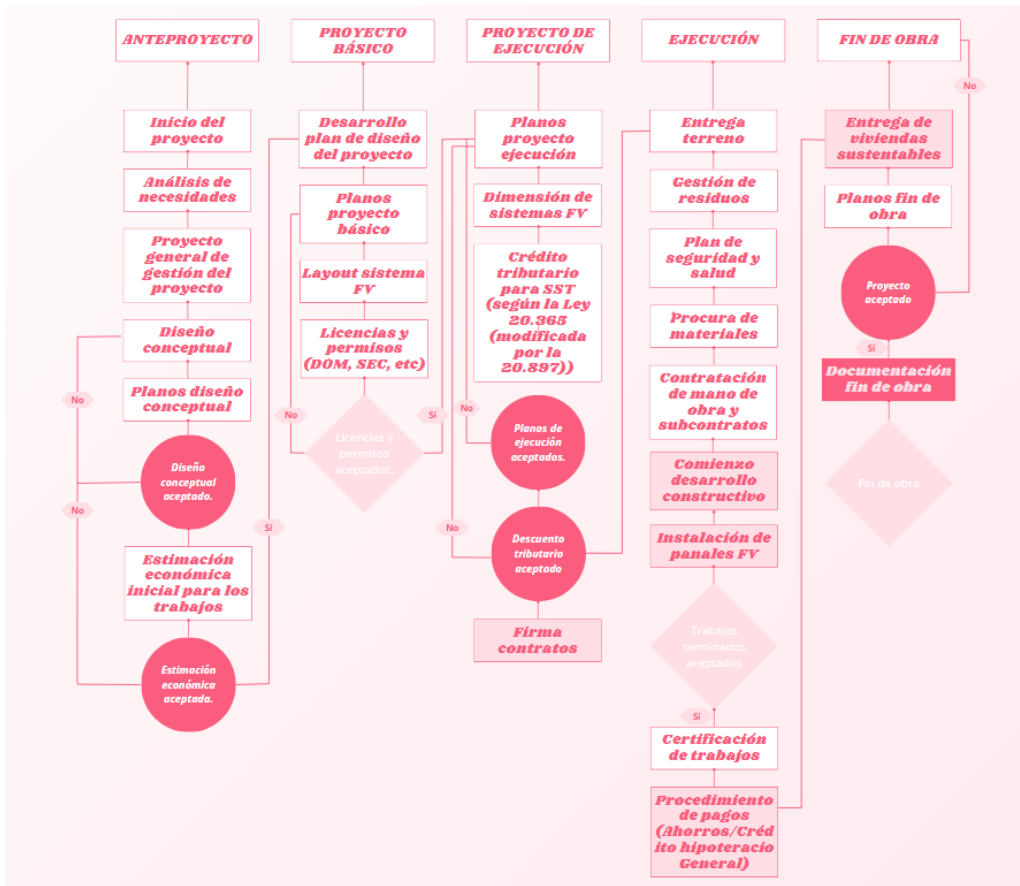 ANTEPROYECTO
Inicio del
proyecto
Análisis de
necesidades
Proyecto
general de
gestión del
proyecto
Diseño
conceptual
Planos diseño
conceptual
No
Diseño
conceptual
aceptado.
No
Estimación
económica
inicial para los
trabajos
Estimación
económica
aceptada.
Sí
PROYECTO
BÁSICO
Desarrollo
plan de diseño
del proyecto
Planos
proyecto
básico
Layout sistema
FV
Licencias y
permisos
(DOM, SEC, etc)
No
Licencias y
permisos
aceptados.
Sí
PROYECTO DE
EJECUCIÓN
Planos
proyecto
ejecución
Dimensión de
sistemas FV
Crédito
tributario
para SST
(según la Ley
20.365
(modificada
por la
20.897))
No
Planos de
ejecución
aceptados.
No
Descuento
tributario
aceptado
Firma
contratos
EJECUCIÓN
Entrega
terreno
Gestión de
residuos
Plan de
seguridad y
salud
Procura de
materiales
Contratación
de mano de
obra y
subcontratos
Comienzo
desarrollo
constructivo
Instalación de
panales FV
Trabajos
terminados
aceptados
Sí
Certificación
de trabajos
Procedimiento
de pagos
(Ahorros/Créd
ito hipoteracio
General)
FIN DE OBRA
No
Entrega de
viviendas
sustentables
Planos fin de
obra
Proyecto
aceptado
Sí
Documentación
fin de obra
Fin de obra